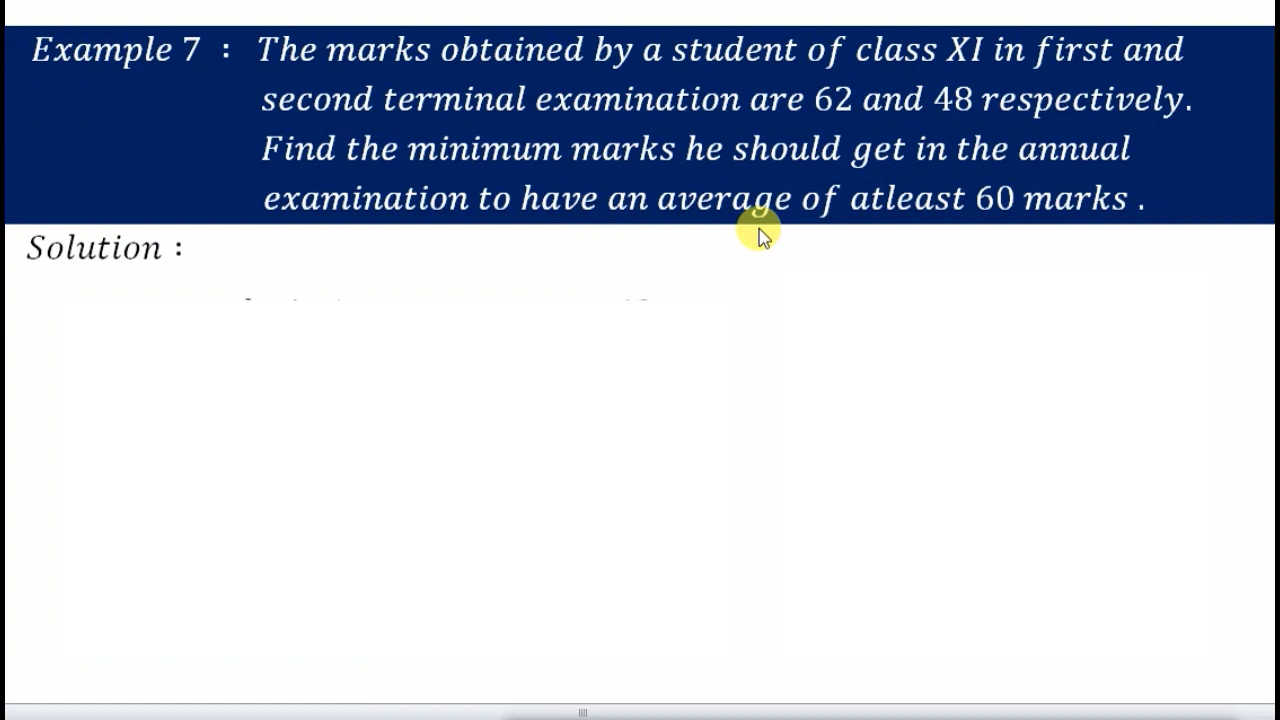 Example 7 : The marks obtained by a student of class XI in first and
second terminal examination are 62 and 48 respectively.
Find the minimum marks he should get in the annual
examination to have an average of atleast 60 marks .
Solution :